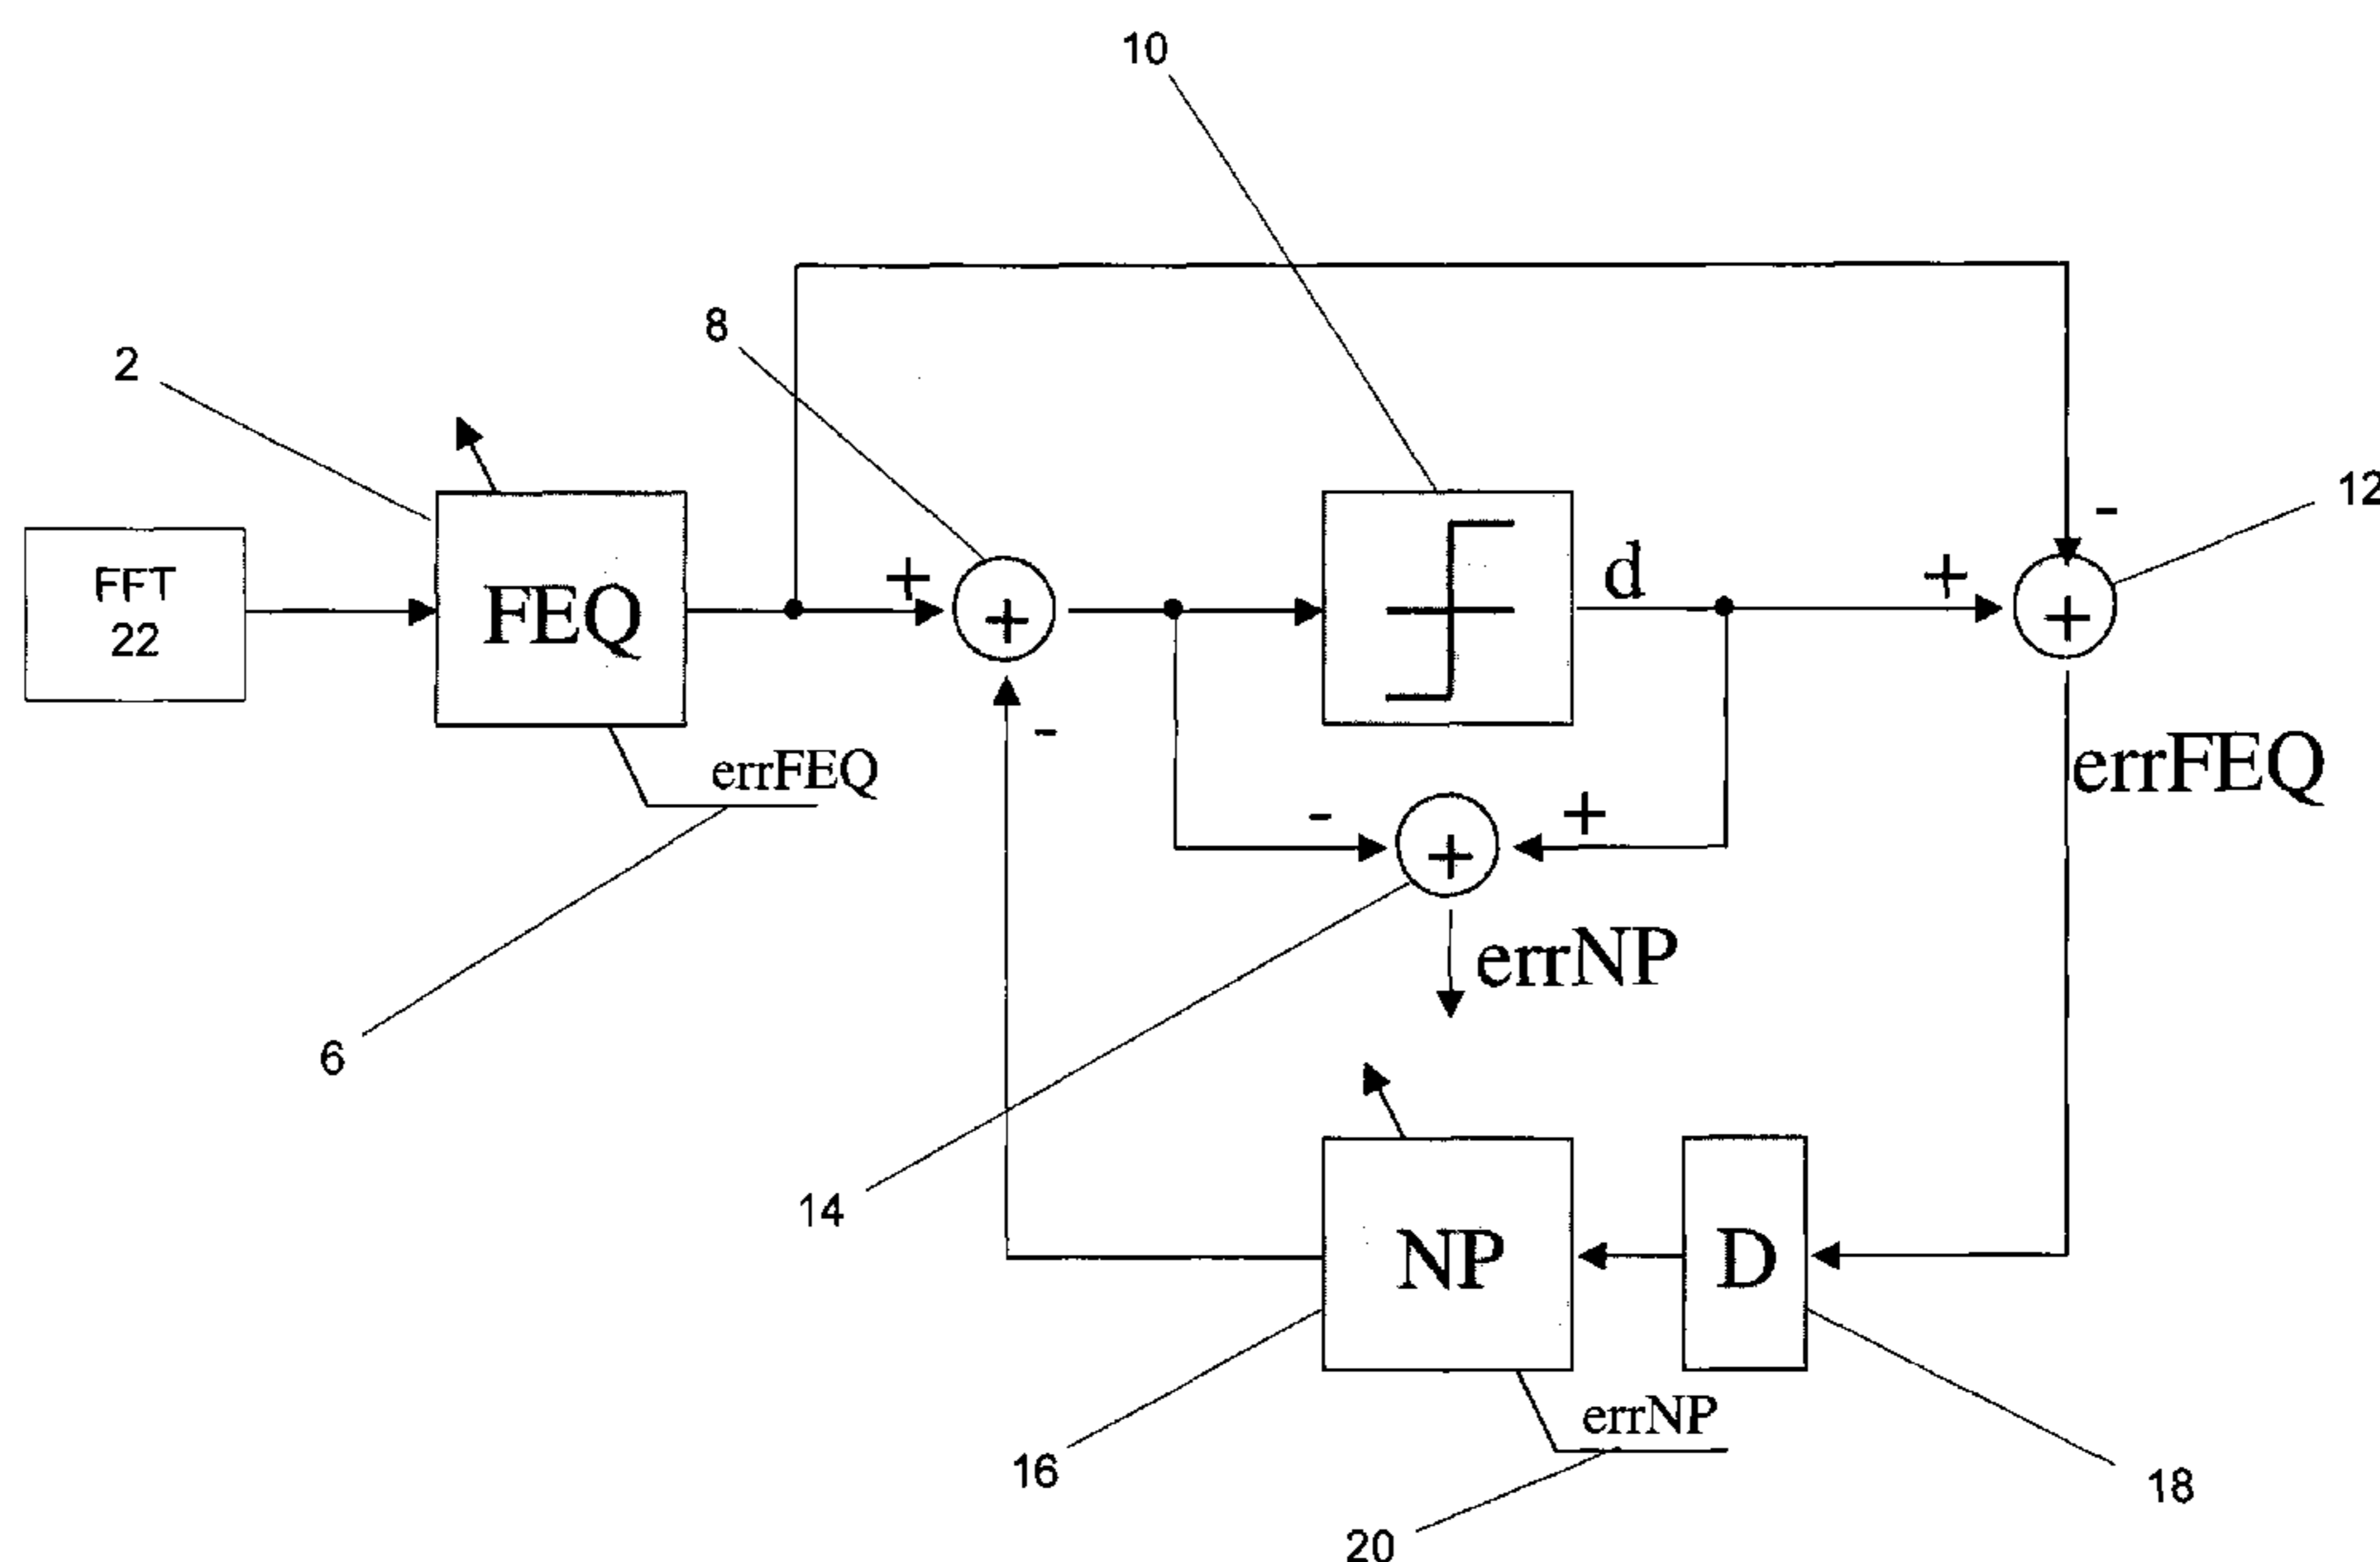 10
8
2
12
-
+
d
+
FFT
22
FEQ
+
+
-
errFEQ
errFEQ
-
+
+
errNP
6
14
NP
D
errNP
16
18
20